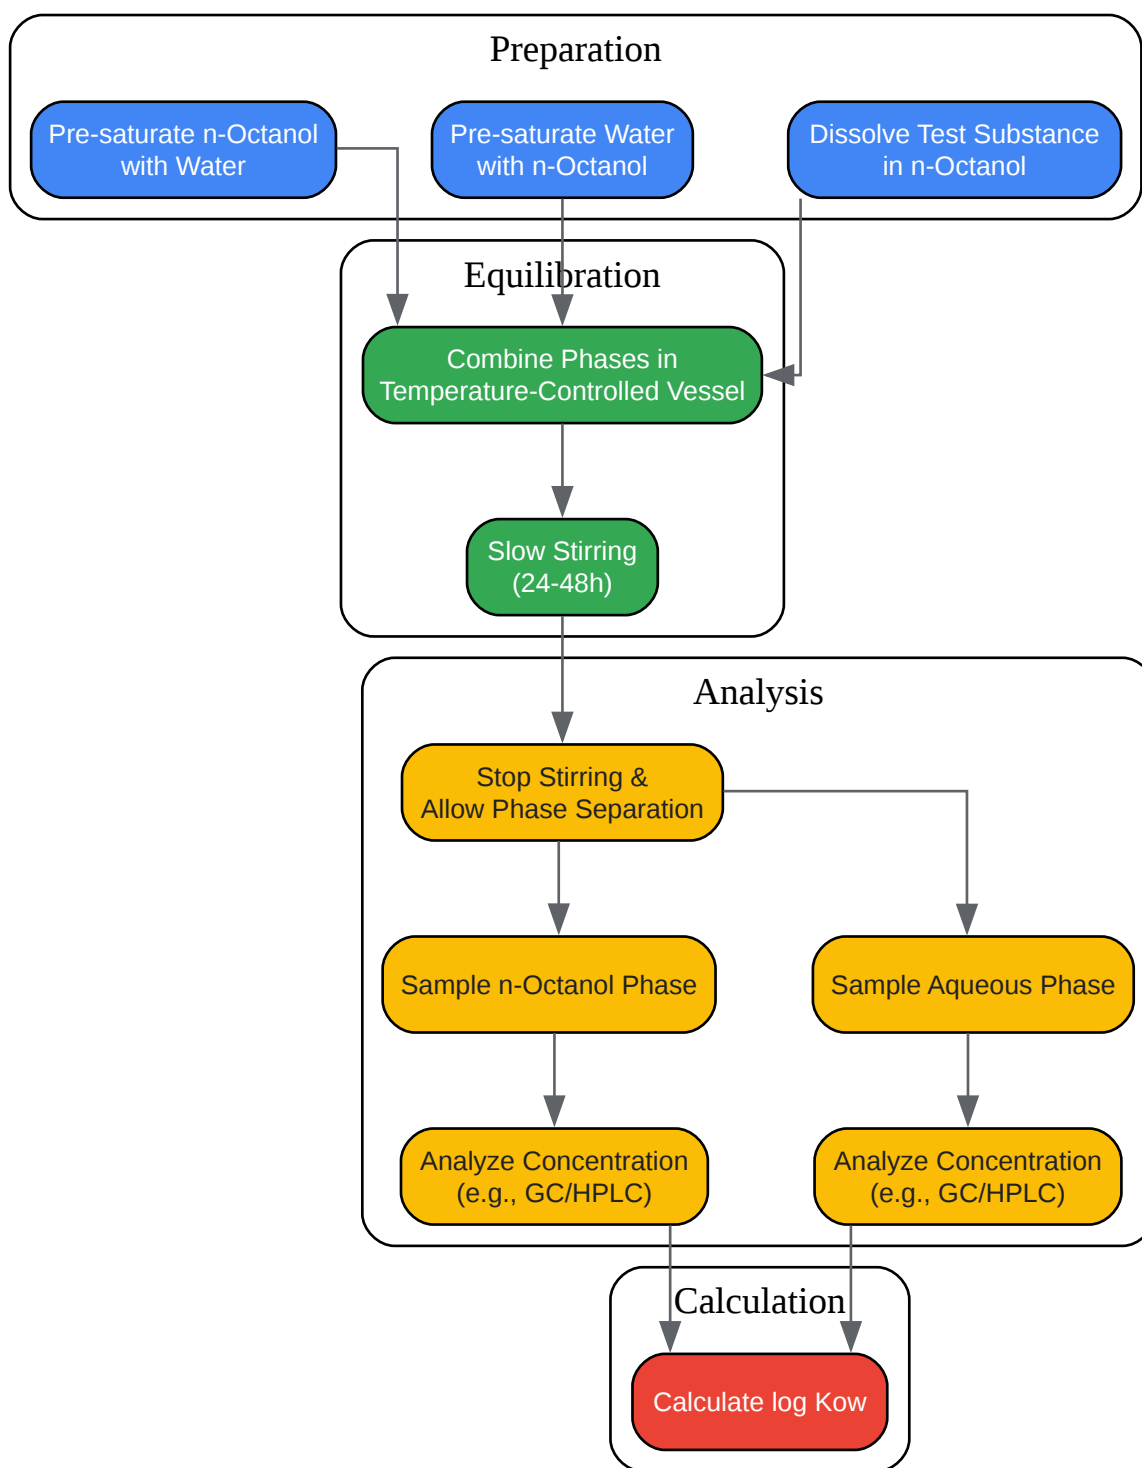 Preparation
Pre-saturate n-Octanol
with Water
Pre-saturate Water
with n-Octanol
Dissolve Test Substance
in n-Octanol
Equilibration
Combine Phases in
Temperature-Controlled Vessel
Slow Stirring
(24-48h)
Analysis
Stop Stirring &
Allow Phase Separation
Sample n-Octanol Phase
Sample Aqueous Phase
Analyze Concentration
(e.g., GC/HPLC)
Analyze Concentration
(e.g., GC/HPLC)
Calculation
Calculate log Kow